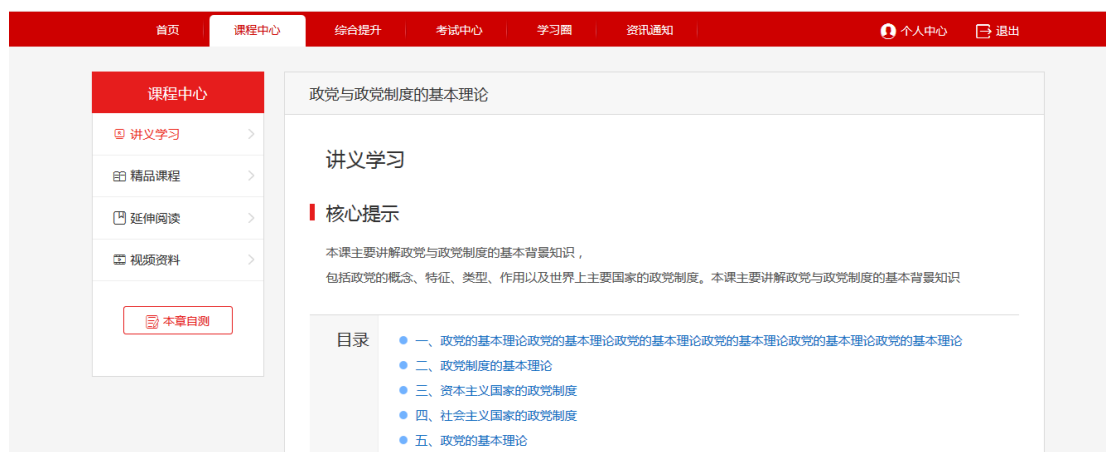 首页 课程中心 综合提升 考试中心 学习圈 资讯通知 个人中心 退出
课程中心
讲义学习
精品课程
延伸阅读
视频资料
本章自测
政党与政党制度的基本理论
讲义学习
核心提示
本课主要讲解政党与政党制度的基本背景知识，
包括政党的概念、特征、类型、作用以及世界上主要国家的政党制度。本课主要讲解政党与政党制度的基本背景知识
目录
一、政党的基本理论政党的基本理论政党的基本理论政党的基本理论政党的基本理论政党的基本理论
二、政党制度的基本理论
三、资本主义国家的政党制度
四、社会主义国家的政党制度
五、政党的基本理论